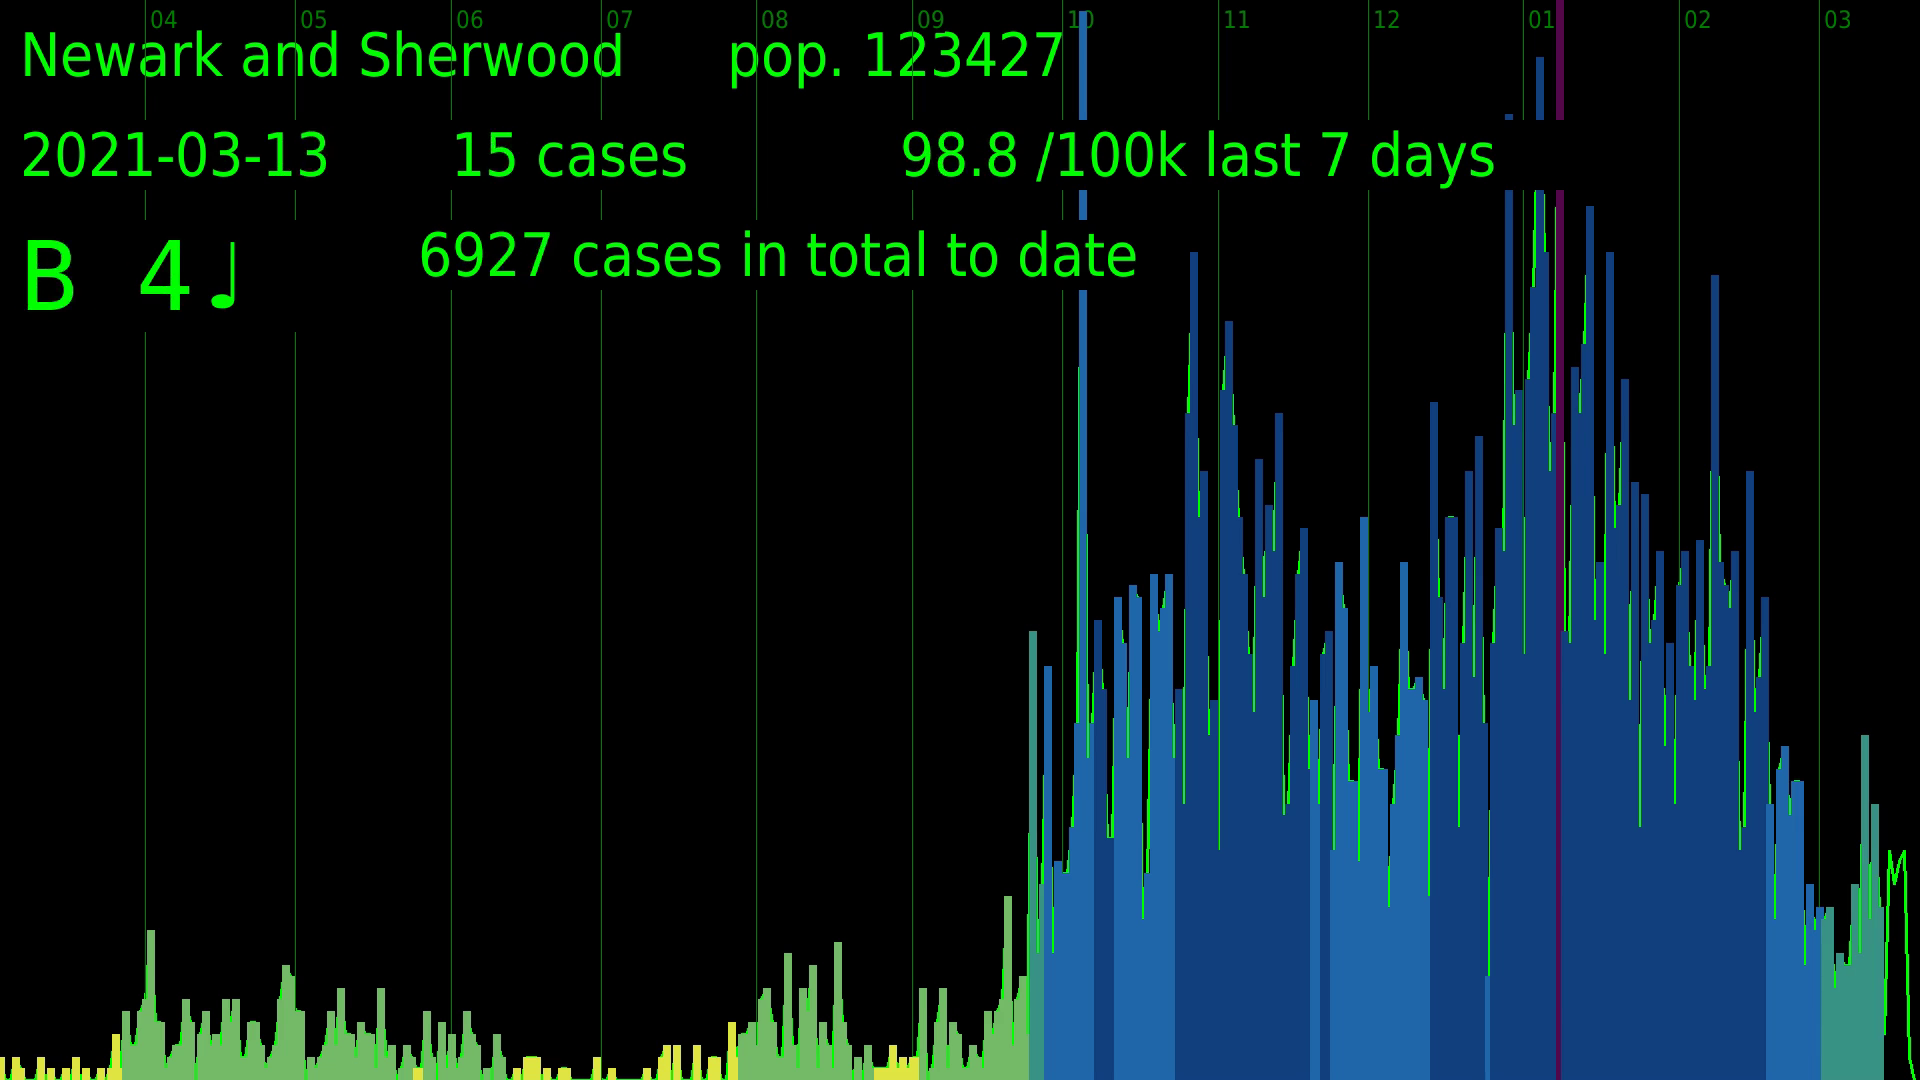 04 05 06 07 08 09 10 11 12 01 02 03
Newark and Sherwood pop. 123427
2021-03-13 15 cases 98.8 /100k last 7 days
B 4♩ 6927 cases in total to date